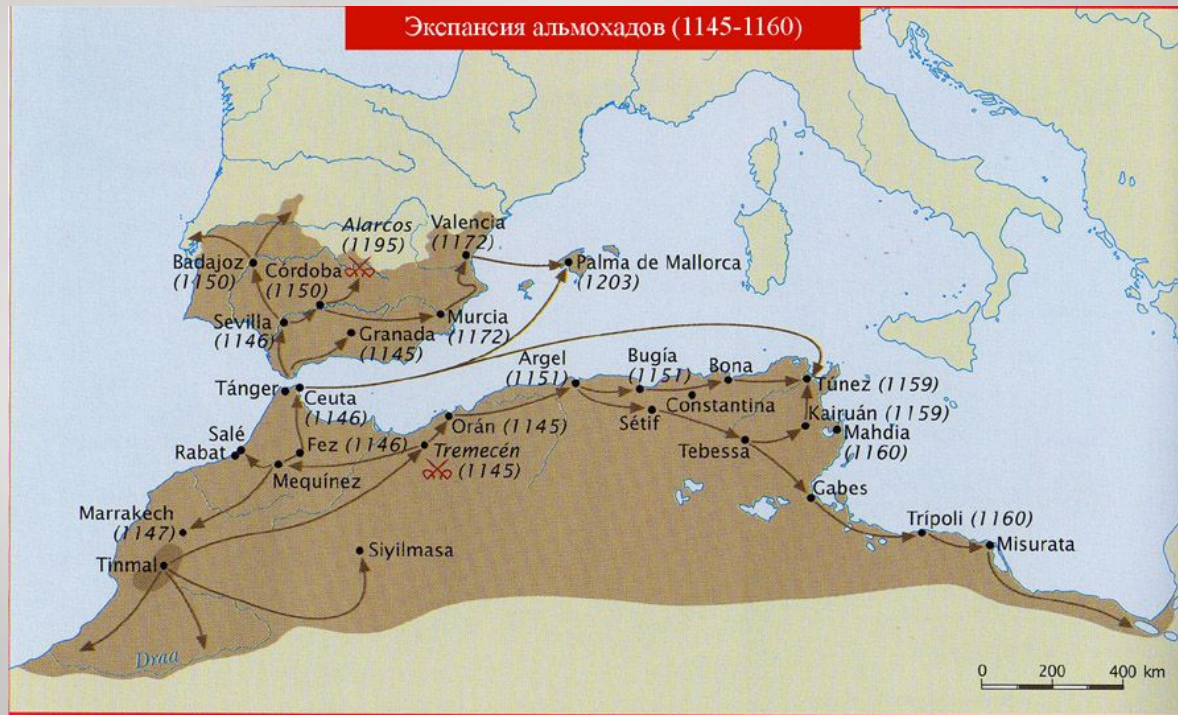 Экспансия альмохадов (1145-1160)
Alarcos
(1195)
Valencia
(1172)
Badajoz
(1150)
Córdoba
(1150)
Palma de Mallorca
(1203)
Sevilla
(1146)
Murcia
(1172)
Granada
(1145)
Argel
(1151)
Bugía
(1151)
Bona
Túnez (1159)
Tánger
Ceuta
(1146)
Constantina
Sétif
Kairuán (1159)
Mahdia
(1160)
Orán (1145)
Salé
Rabat
Fez (1146)
Tremecén
(1145)
Tebessa
Mequínez
Gabes
Marrakech
(1147)
Trípoli (1160)
Misurata
Siyilmasa
Tinmal
Draa
0 200 400 km